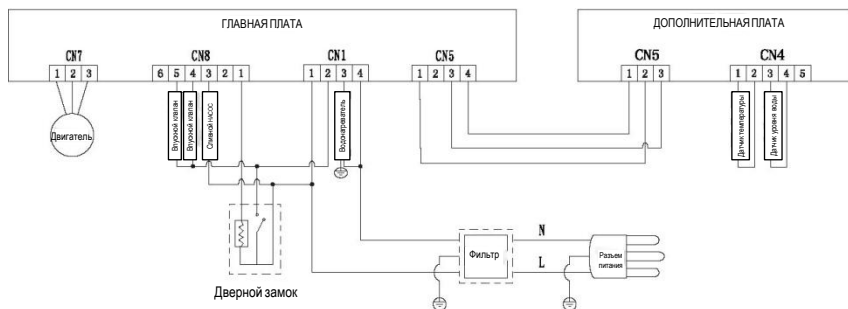 ГЛАВНАЯ ПЛАТА
ДОПОЛНИТЕЛЬНАЯ ПЛАТА
CN7
CN8
CN1
CN5
CN5
CN4
1 2 3
6 5 4 3 2 1
1 2 3 4
1 2 3 4
1 2 3
1 2 3 4 5
Двигатель
Впускной клапан
Впускной клапан
Сливной насос
Водонагреватель
Датчик температуры
Датчик уровня воды
N
Фильтр
L
Разъем
питания
Дверной замок